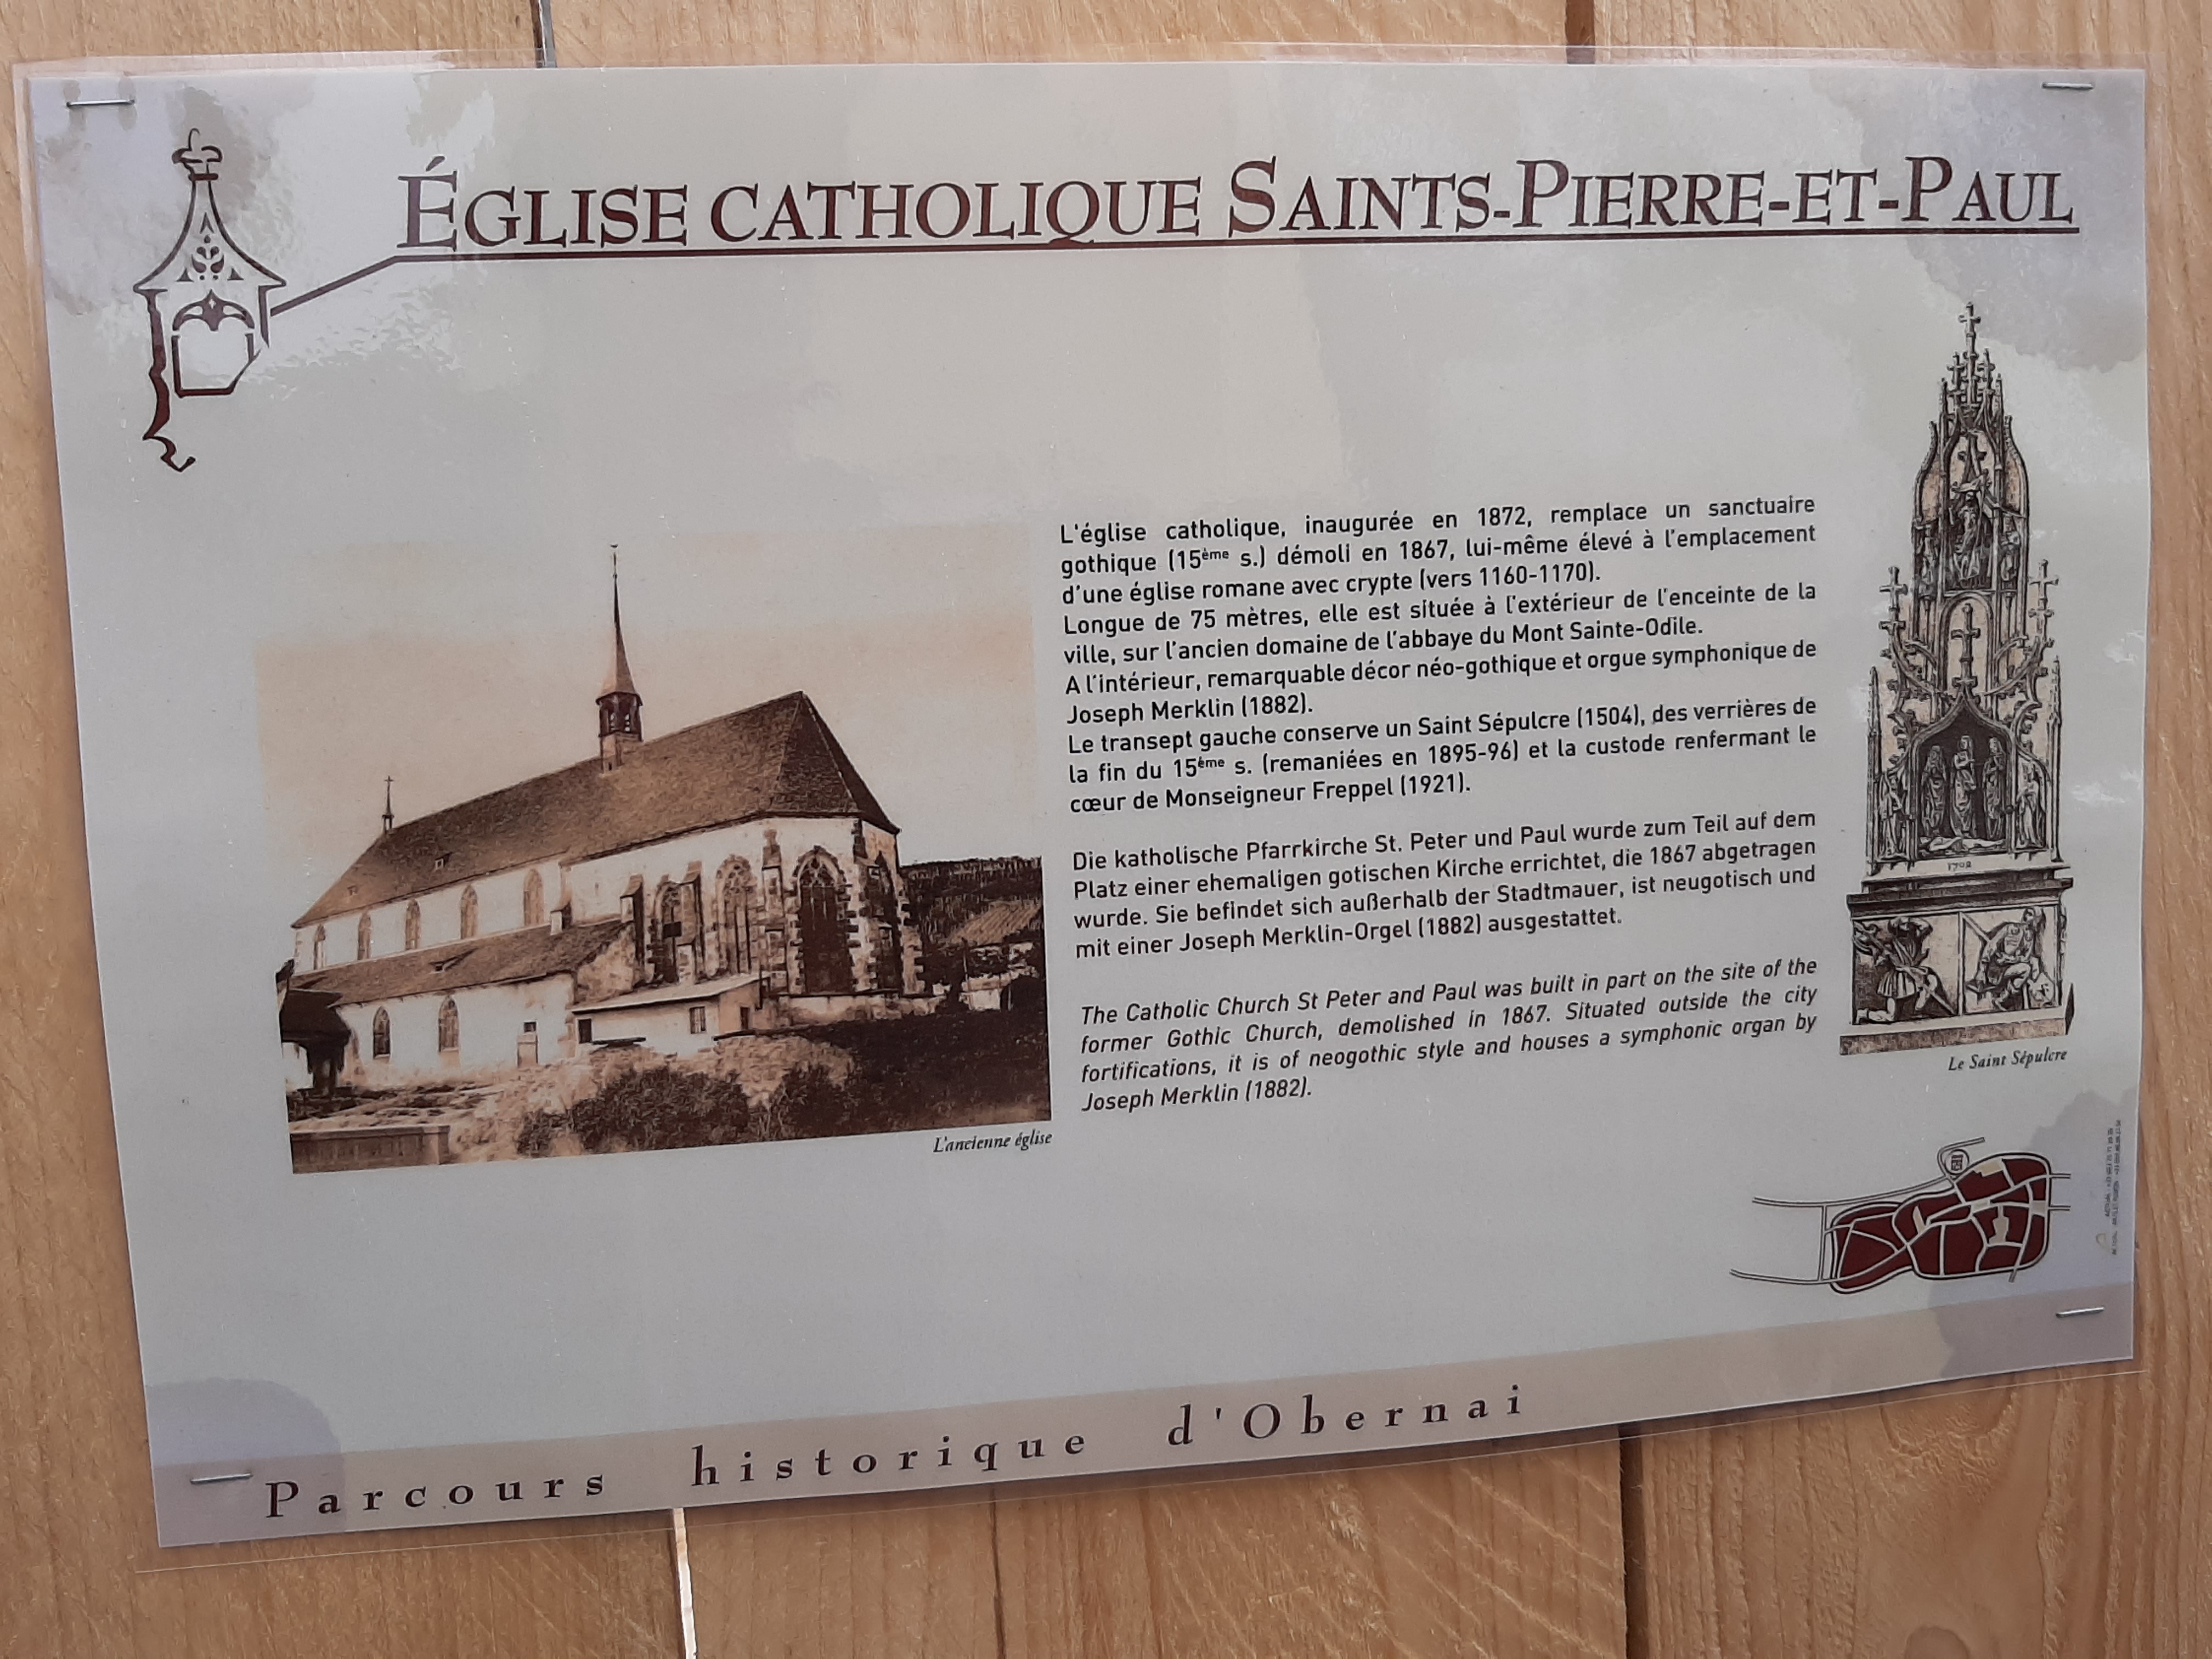 ÉGLISE CATHOLIQUE SAINTS-PIERRE-ET-PAUL
L'église catholique, inaugurée en 1872, remplace un sanctuaire
gothique (15ème s.) démoli en 1867, lui-même élevé à l'emplacement
d'une église romane avec crypte (vers 1160-1170).
Longue de 75 mètres, elle est située à l'extérieur de l'enceinte de la
ville, sur l'ancien domaine de l'abbaye du Mont Sainte-Odile.
A l'intérieur, remarquable décor néo-gothique et orgue symphonique de
Joseph Merklin (1882).
Le transept gauche conserve un Saint Sépulcre (1504), des verrières de
la fin du 15ème s. (remaniées en 1895-96) et la custode renfermant le
cœur de Monseigneur Freppel (1921).
Die katholische Pfarrkirche St. Peter und Paul wurde zum Teil auf dem
Platz einer ehemaligen gotischen Kirche errichtet, die 1867 abgetragen
wurde. Sie befindet sich außerhalb der Stadtmauer, ist neugotisch und
mit einer Joseph Merklin-Orgel (1882) ausgestattet.
The Catholic Church St Peter and Paul was built in part on the site of the
former Gothic Church, demolished in 1867. Situated outside the city
fortifications, it is of neogothic style and houses a symphonic organ by
Joseph Merklin (1882).
L'ancienne église
Le Saint Sépulcre
Parcours historique d'Obernai